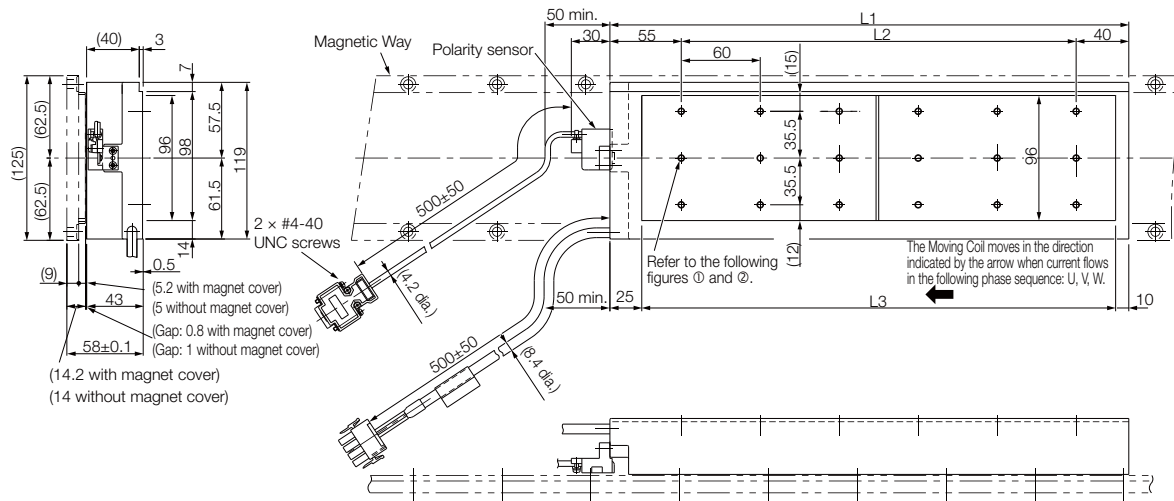 50 min.
L1
(40)
3
30
55
L2
40
Magnetic Way
Polarity sensor
60
7
(15)
(62.5)
57.5
35.5
(125)
96
98
119
96
(62.5)
61.5
35.5
500±50
2 × #4-40
UNC screws
14
(12)
0.5
(4.2 dia.)
Refer to the following
figures ① and ②.
The Moving Coil moves in the direction
indicated by the arrow when current flows
in the following phase sequence: U, V, W.
(9)
(5.2 with magnet cover)
(5 without magnet cover)
43
50 min.
25
L3
10
(Gap: 0.8 with magnet cover)
(Gap: 1 without magnet cover)
58±0.1
500±50
(8.4 dia.)
(14.2 with magnet cover)
(14 without magnet cover)